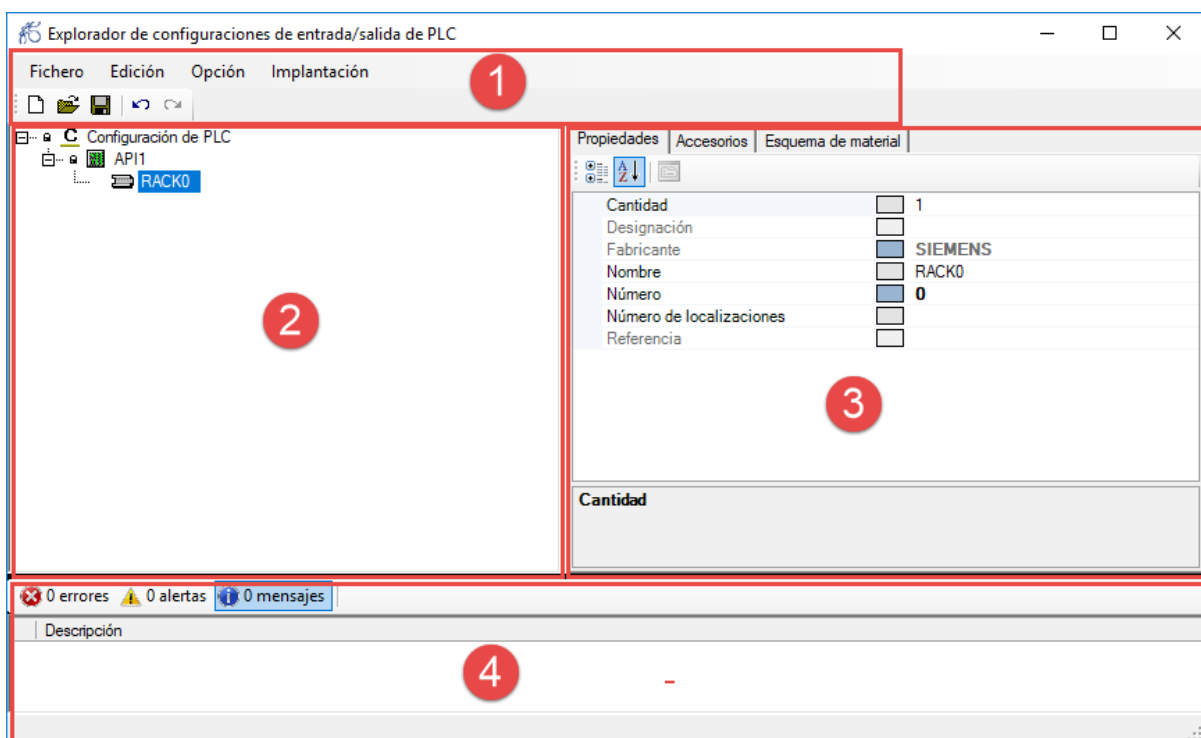 Explorador de configuraciones de entrada/salida de PLC
Fichero Edición Opción Implantación
1
C Configuración de PLC
API1
RACK0
2
Propiedades Accesorios Esquema de material
Cantidad 1
Designación
Fabricante SIEMENS
Nombre RACK0
Número 0
Número de localizaciones
Referencia
3
Cantidad
0 errores 0 alertas 0 mensajes
Descripción
4